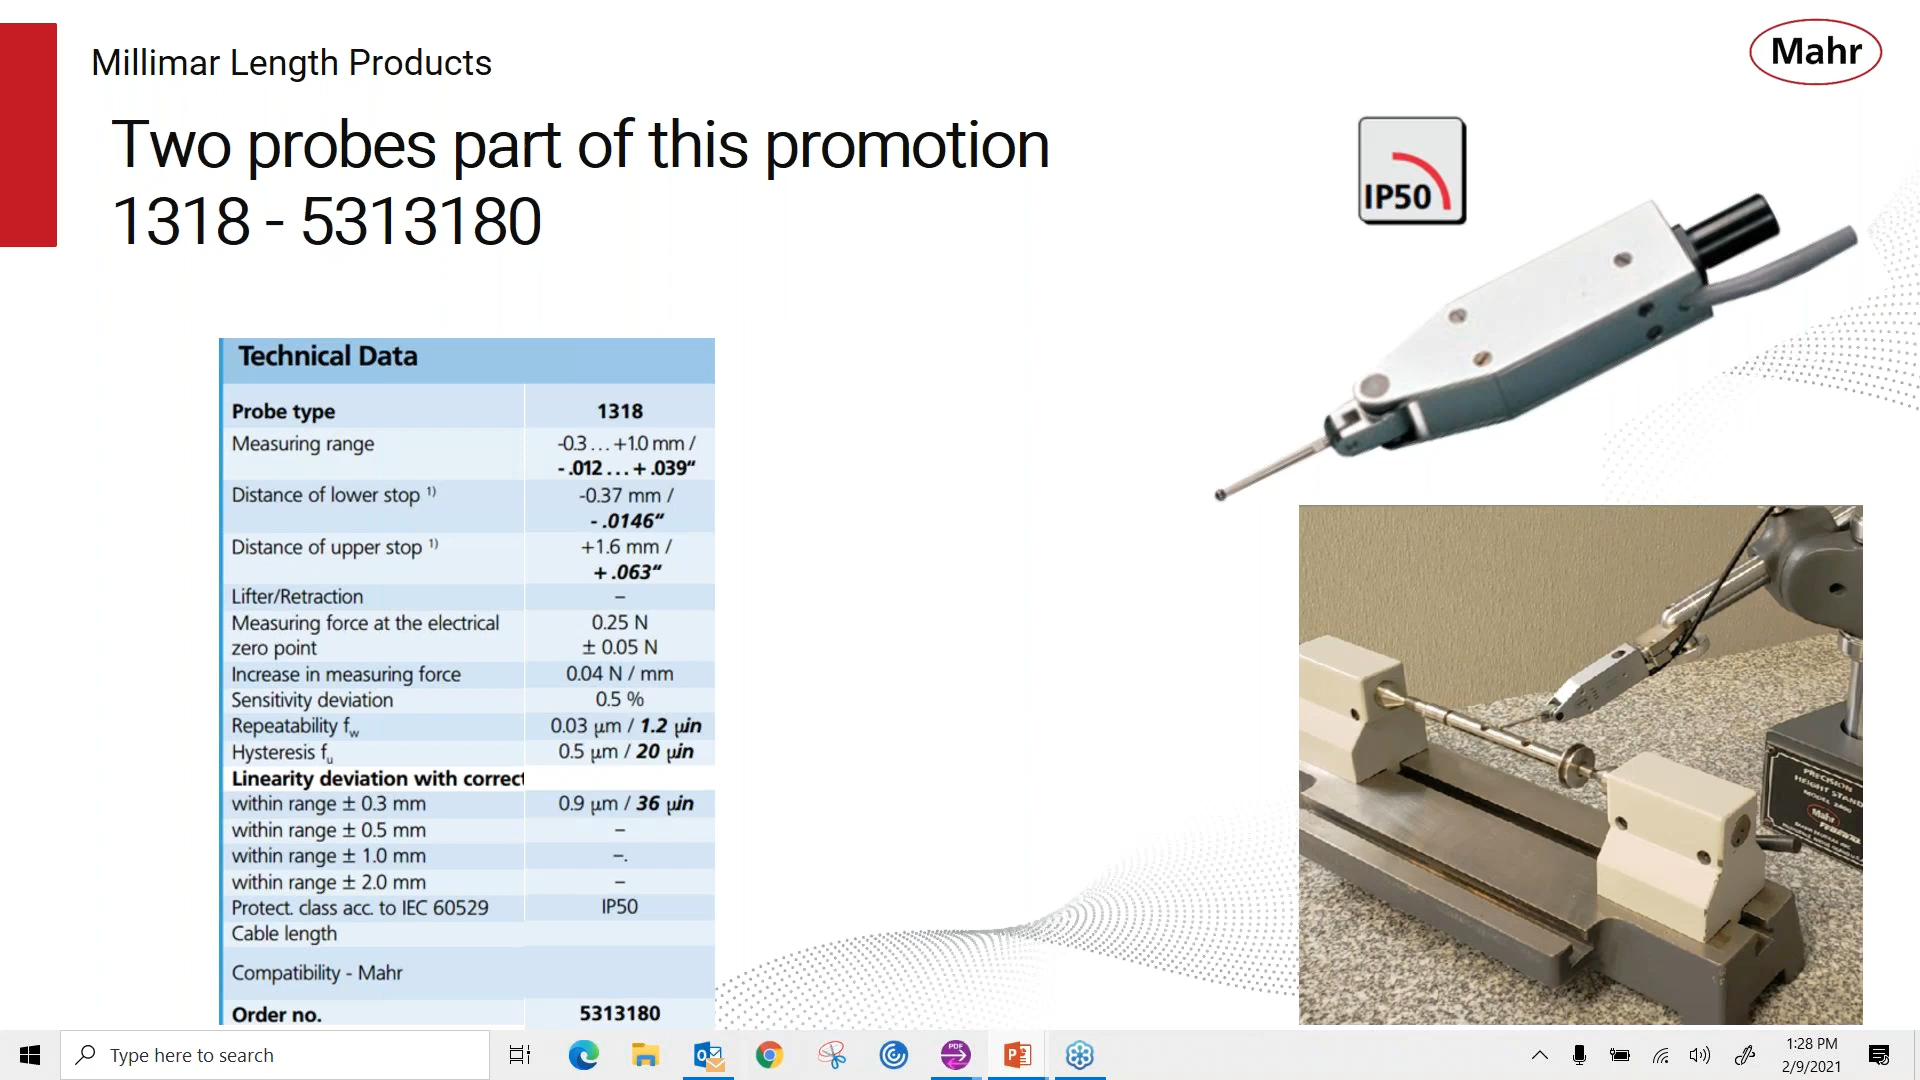 Millimar Length Products
Mahr
Two probes part of this promotion
1318 - 5313180
IP50
Technical Data
Probe type 1318
Measuring range -0.3 . . . +1.0 mm /
- .012 . . . + .039“
Distance of lower stop 1) -0.37 mm /
- .0146“
Distance of upper stop 1) +1.6 mm /
+ .063“
Lifter/Retraction –
Measuring force at the electrical 0.25 N
zero point ± 0.05 N
Increase in measuring force 0.04 N / mm
Sensitivity deviation 0.5 %
Repeatability fw 0.03 µm / 1.2 µin
Hysteresis fu 0.5 µm / 20 µin
Linearity deviation with correct
within range ± 0.3 mm 0.9 µm / 36 µin
within range ± 0.5 mm –
within range ± 1.0 mm –.
within range ± 2.0 mm –
Protect. class acc. to IEC 60529 IP50
Cable length
Compatibility - Mahr
Order no. 5313180
PRECISION
HEIGHT STAND
Mahr
Type here to search
PDF
1:28 PM
2/9/2021